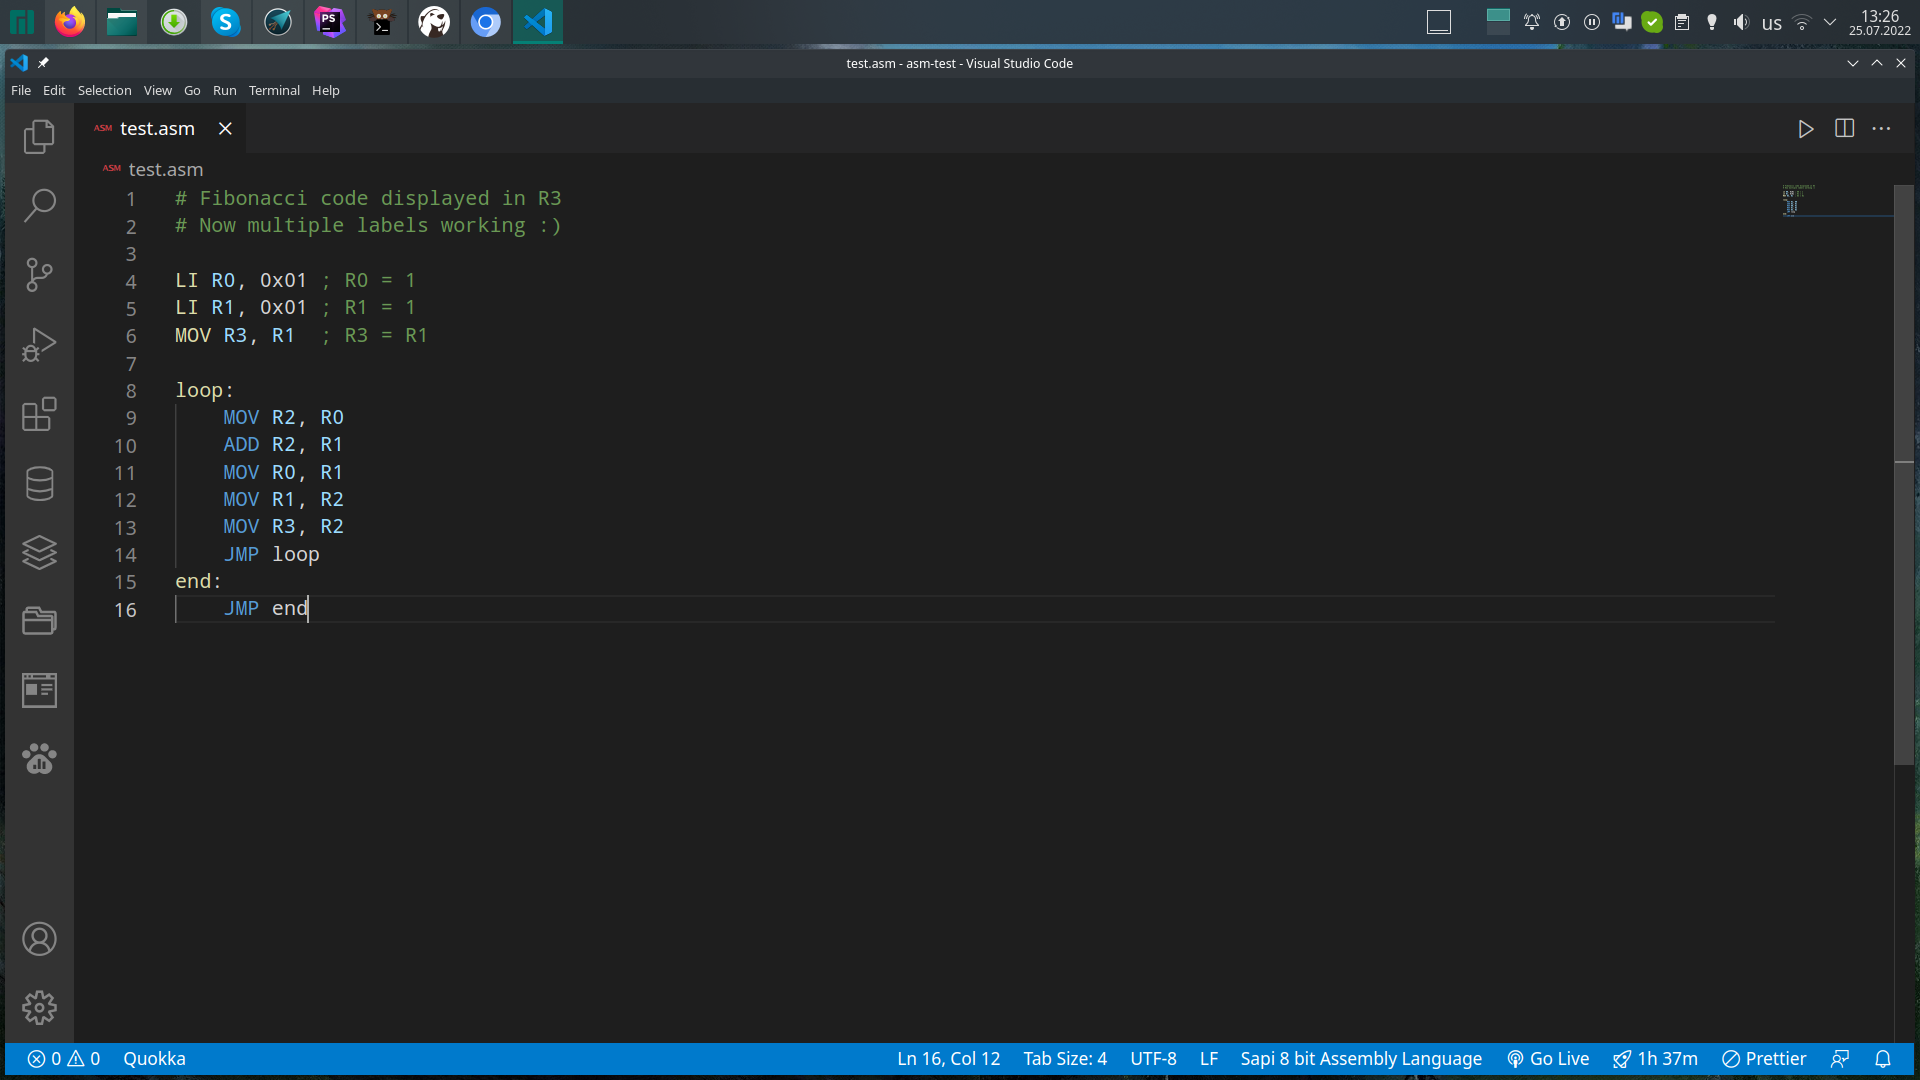 us
13:26
25.07.2022
test.asm - asm-test - Visual Studio Code
File Edit Selection View Go Run Terminal Help
ASM test.asm
ASM test.asm
1 # Fibonacci code displayed in R3
2 # Now multiple labels working :)
3
4 LI R0, 0x01 ; R0 = 1
5 LI R1, 0x01 ; R1 = 1
6 MOV R3, R1  ; R3 = R1
7
8 loop:
9     MOV R2, R0
10     ADD R2, R1
11     MOV R0, R1
12     MOV R1, R2
13     MOV R3, R2
14     JMP loop
15 end:
16     JMP end
0 0 Quokka Ln 16, Col 12 Tab Size: 4 UTF-8 LF Sapi 8 bit Assembly Language Go Live 1h 37m Prettier